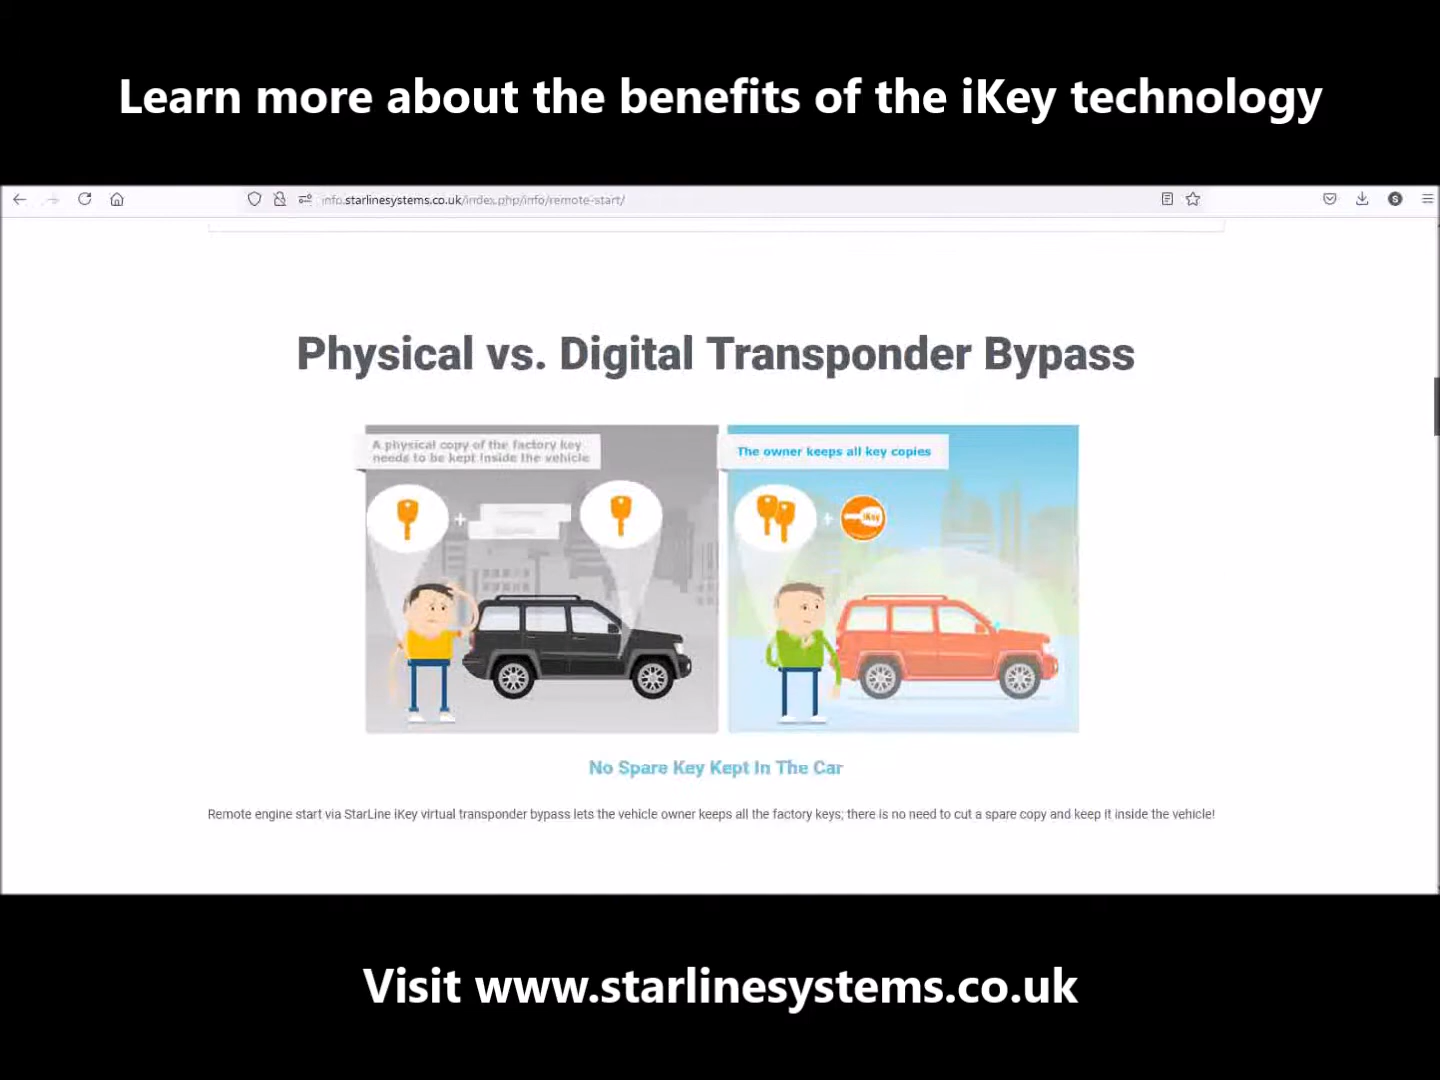 Learn more about the benefits of the iKey technology
info.starlinesystems.co.uk/index.php/info/remote-start/
S
Physical vs. Digital Transponder Bypass
A physical copy of the factory key
needs to be kept inside the vehicle
The owner keeps all key copies
+
+
iKey
No Spare Key Kept In The Car
Remote engine start via StarLine iKey virtual transponder bypass lets the vehicle owner keeps all the factory keys; there is no need to cut a spare copy and keep it inside the vehicle!
Visit www.starlinesystems.co.uk